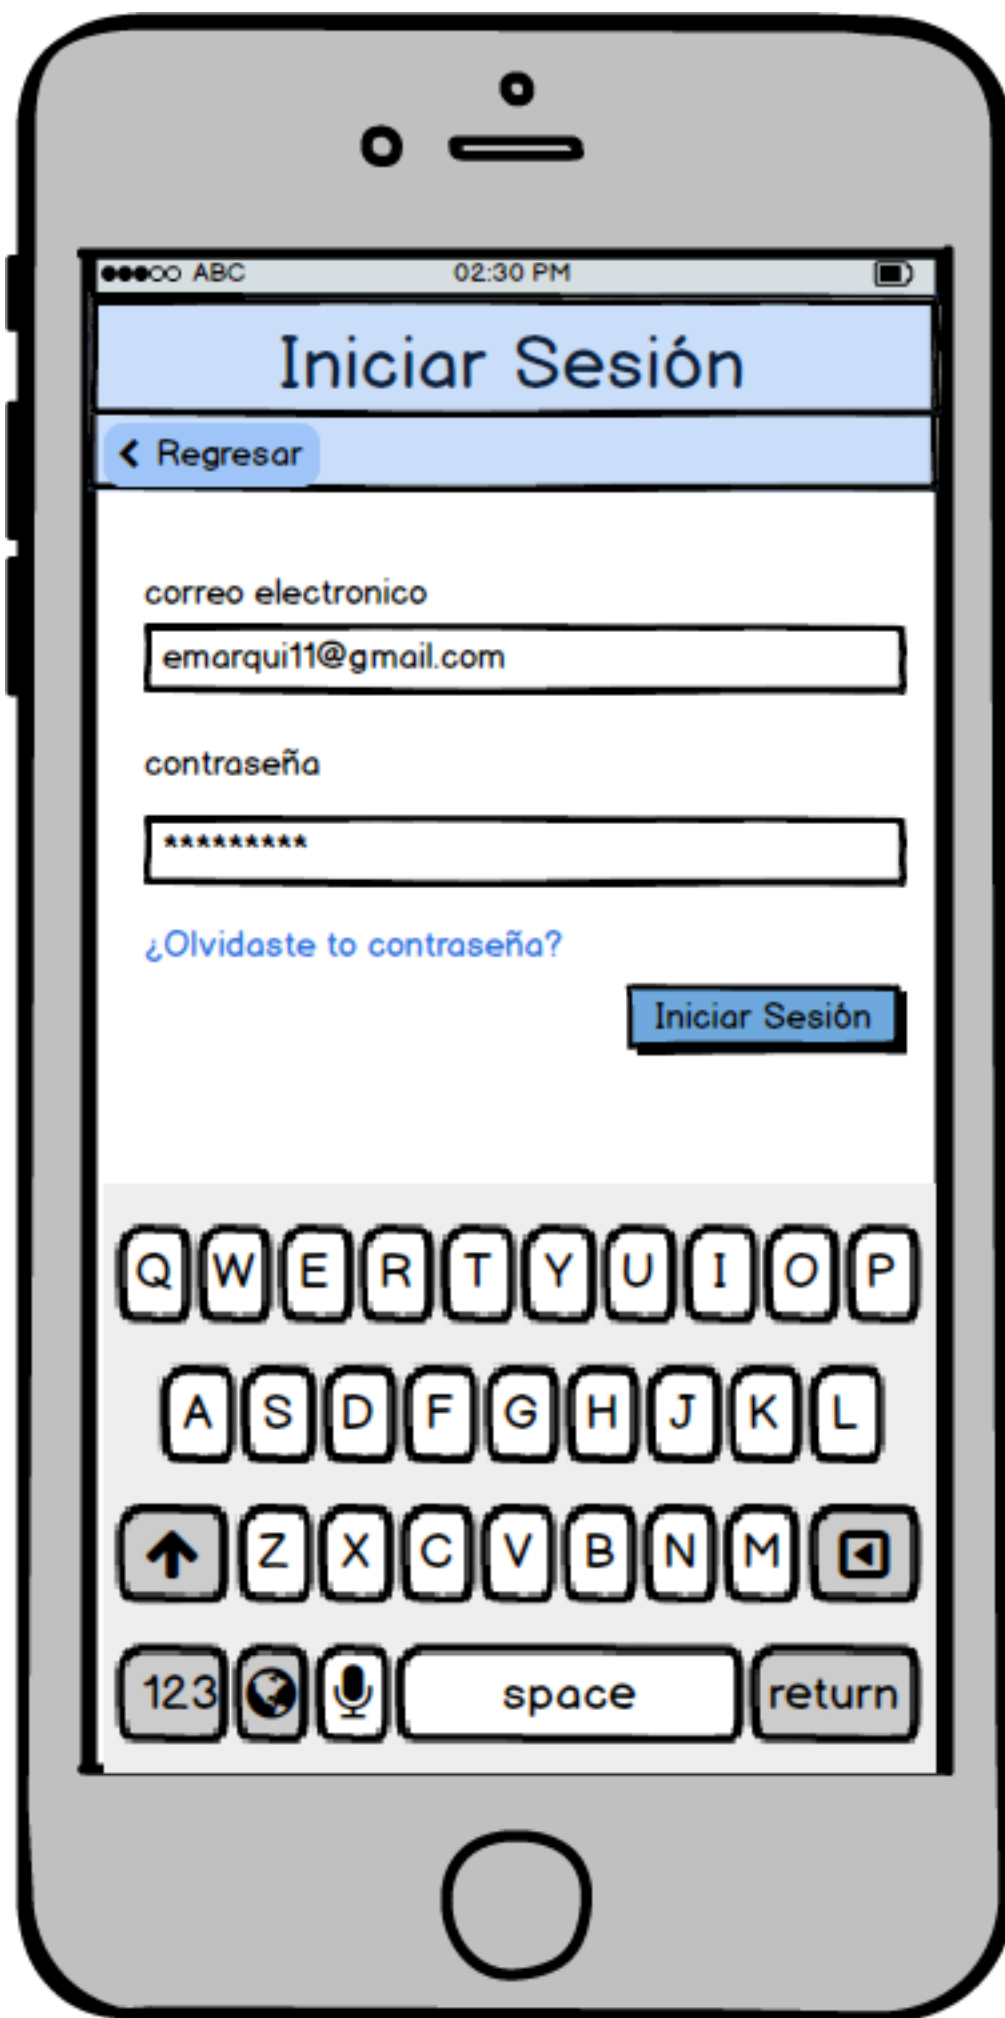 ABC 02:30 PM
Iniciar Sesión
Regresar
correo electronico
emarqui11@gmail.com
contraseña
*********
¿Olvidaste to contraseña?
Iniciar Sesión
Q W E R T Y U I O P
A S D F G H J K L
Z X C V B N M
123 space return